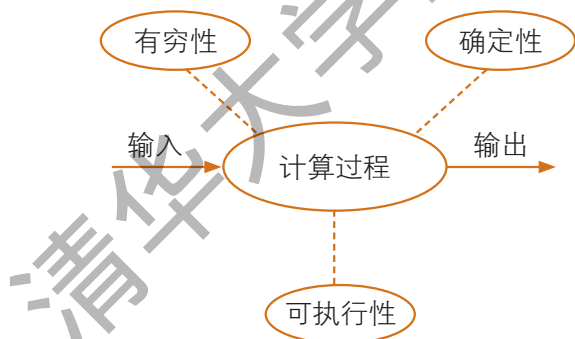 有穷性
确定性
输入
计算过程
输出
可执行性
清华大学